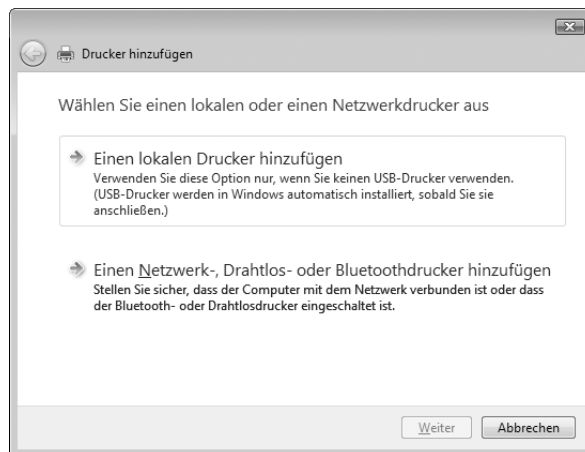 Drucker hinzufügen
Wählen Sie einen lokalen oder einen Netzwerkdrucker aus
Einen lokalen Drucker hinzufügen
Verwenden Sie diese Option nur, wenn Sie keinen USB-Drucker verwenden.
(USB-Drucker werden in Windows automatisch installiert, sobald Sie sie
anschließen.)
Einen Netzwerk-, Drahtlos- oder Bluetoothdrucker hinzufügen
Stellen Sie sicher, dass der Computer mit dem Netzwerk verbunden ist oder dass
der Bluetooth- oder Drahtlosdrucker eingeschaltet ist.
Weiter Abbrechen